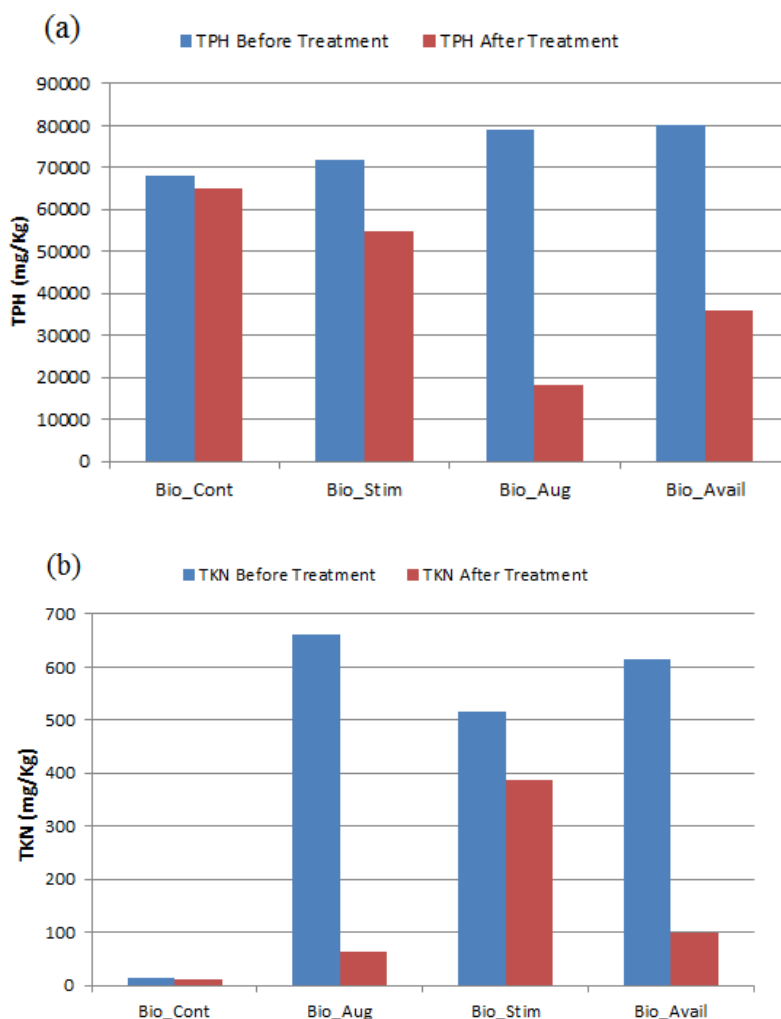 (a)
TPH Before Treatment TPH After Treatment
90000
80000
70000
60000
50000
40000
30000
20000
10000
0
TPH (mg/Kg)
Bio_Cont Bio_Stim Bio_Aug Bio_Avail
(b)
TKN Before Treatment TKN After Treatment
700
600
500
400
300
200
100
0
TKN (mg/Kg)
Bio_Cont Bio_Aug Bio_Stim Bio_Avail